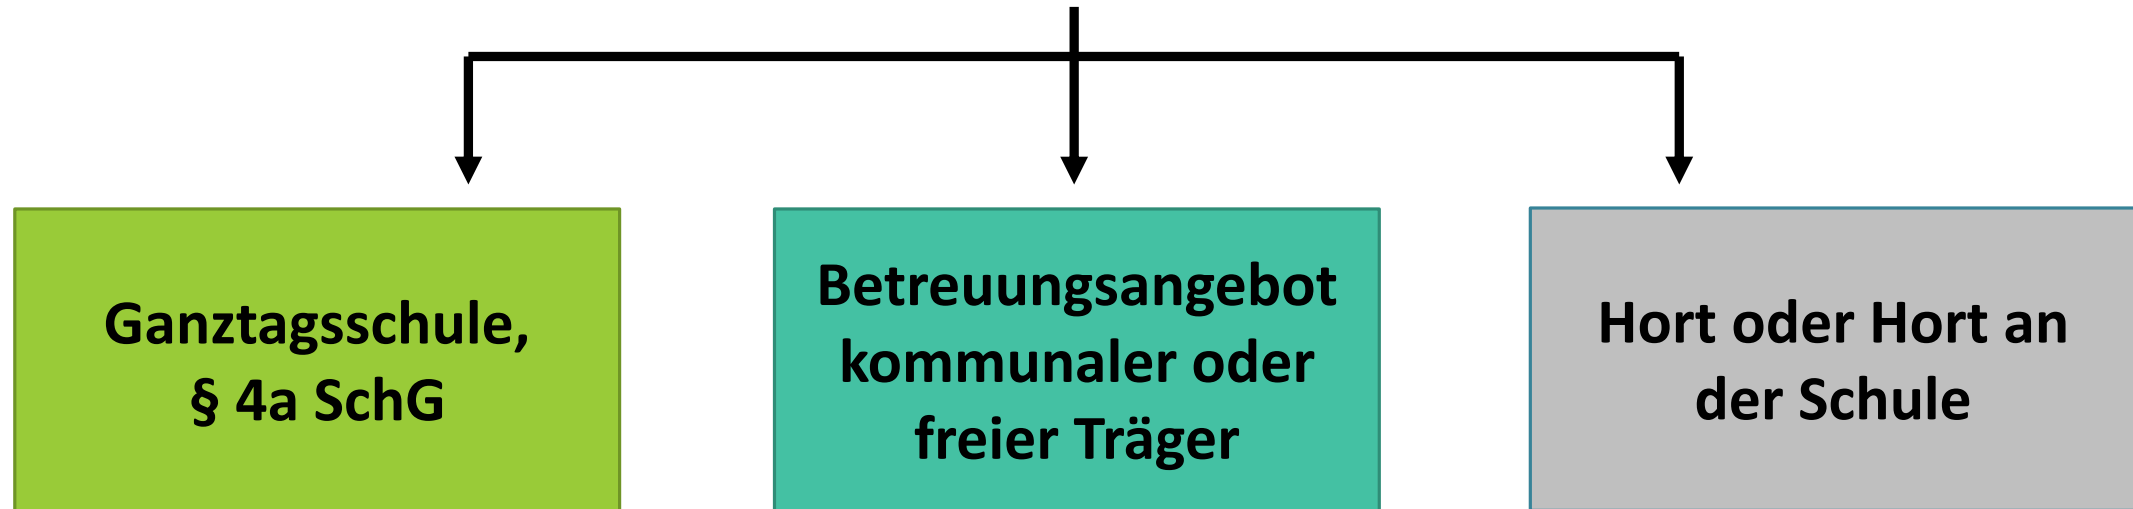 Ganztagsschule,
§ 4a SchG
Betreuungsangebot
kommunaler oder
freier Träger
Hort oder Hort an
der Schule